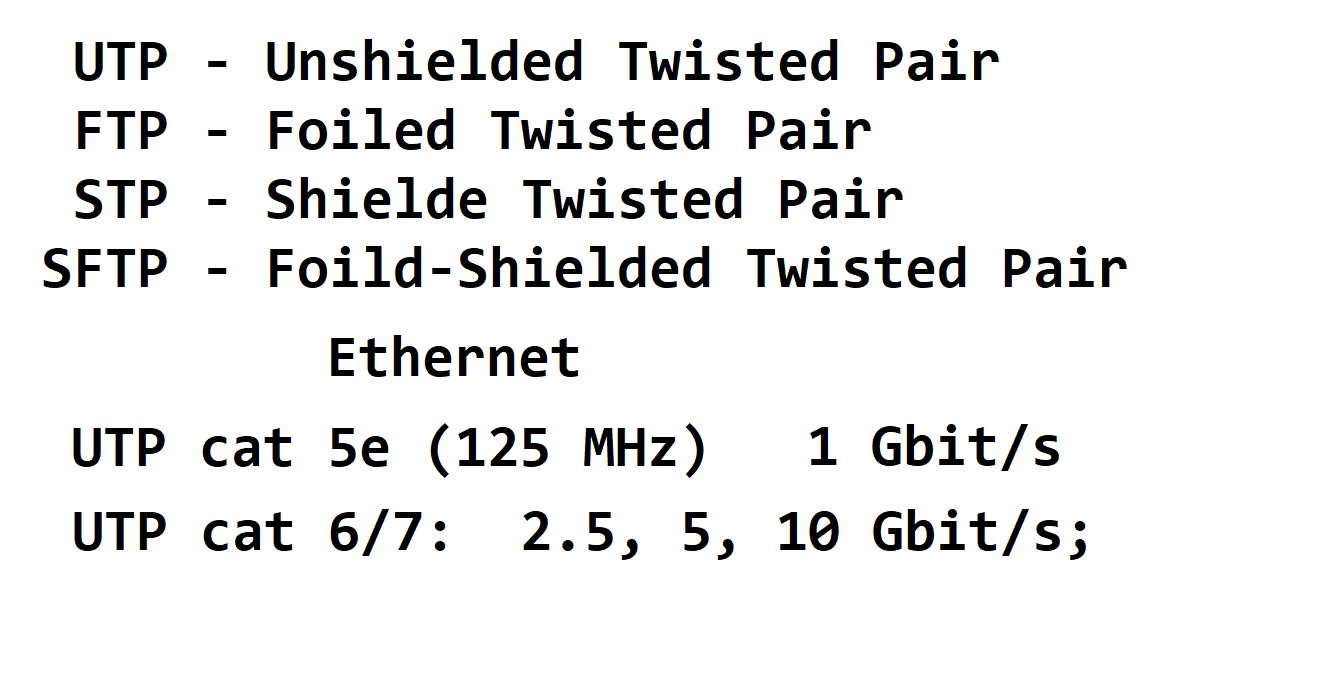 UTP - Unshielded Twisted Pair
FTP - Foiled Twisted Pair
STP - Shielde Twisted Pair
SFTP - Foild-Shielded Twisted Pair
Ethernet
UTP cat 5e (125 MHz) 1 Gbit/s
UTP cat 6/7: 2.5, 5, 10 Gbit/s;